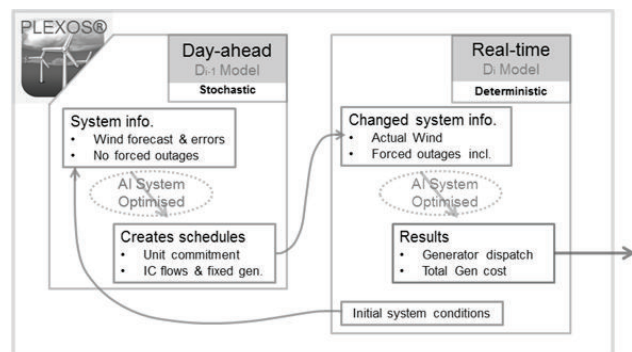 PLEXOS®
Day-ahead
Di-1 Model
Stochastic
System info.
• Wind forecast & errors
• No forced outages
AI System
Optimised
Creates schedules
• Unit commitment
• IC flows & fixed gen.
Real-time
Di Model
Deterministic
Changed system info.
• Actual Wind
• Forced outages incl.
AI System
Optimised
Results
• Generator dispatch
• Total Gen cost
Initial system conditions